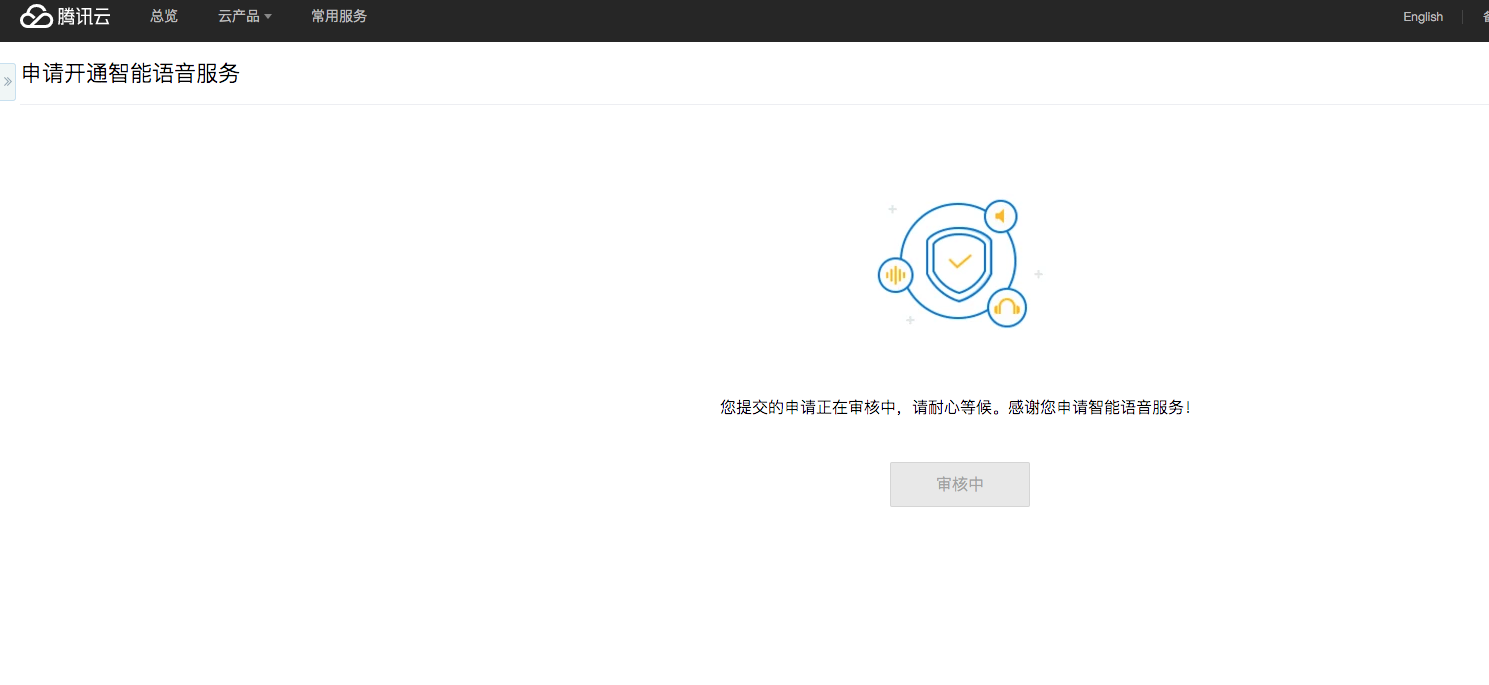 腾讯云 总览 云产品 常用服务 English
申请开通智能语音服务
您提交的申请正在审核中，请耐心等候。感谢您申请智能语音服务！
审核中